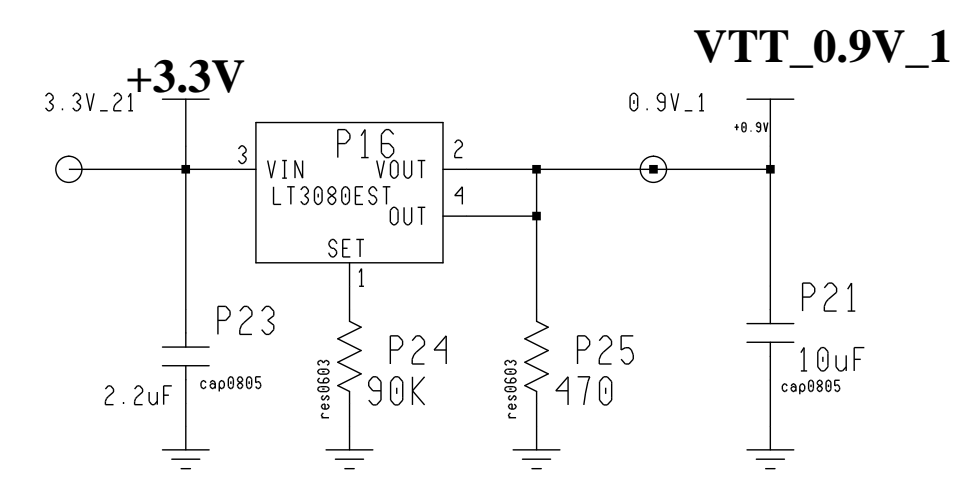 VTT_0.9V_1
+3.3V
3.3V_21
0.9V_1
+0.9V
P16
3
2
VIN
VOUT
LT3080EST
4
OUT
SET
1
P21
P23
P24
P25
10uF
cap0805
res0603
90K
res0603
470
2.2uF
cap0805